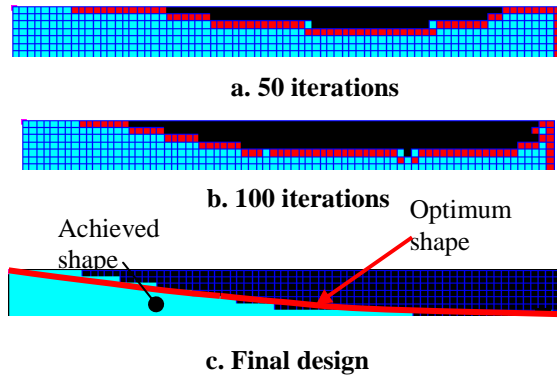 a. 50 iterations
b. 100 iterations
Achieved
shape
Optimum
shape
c. Final design